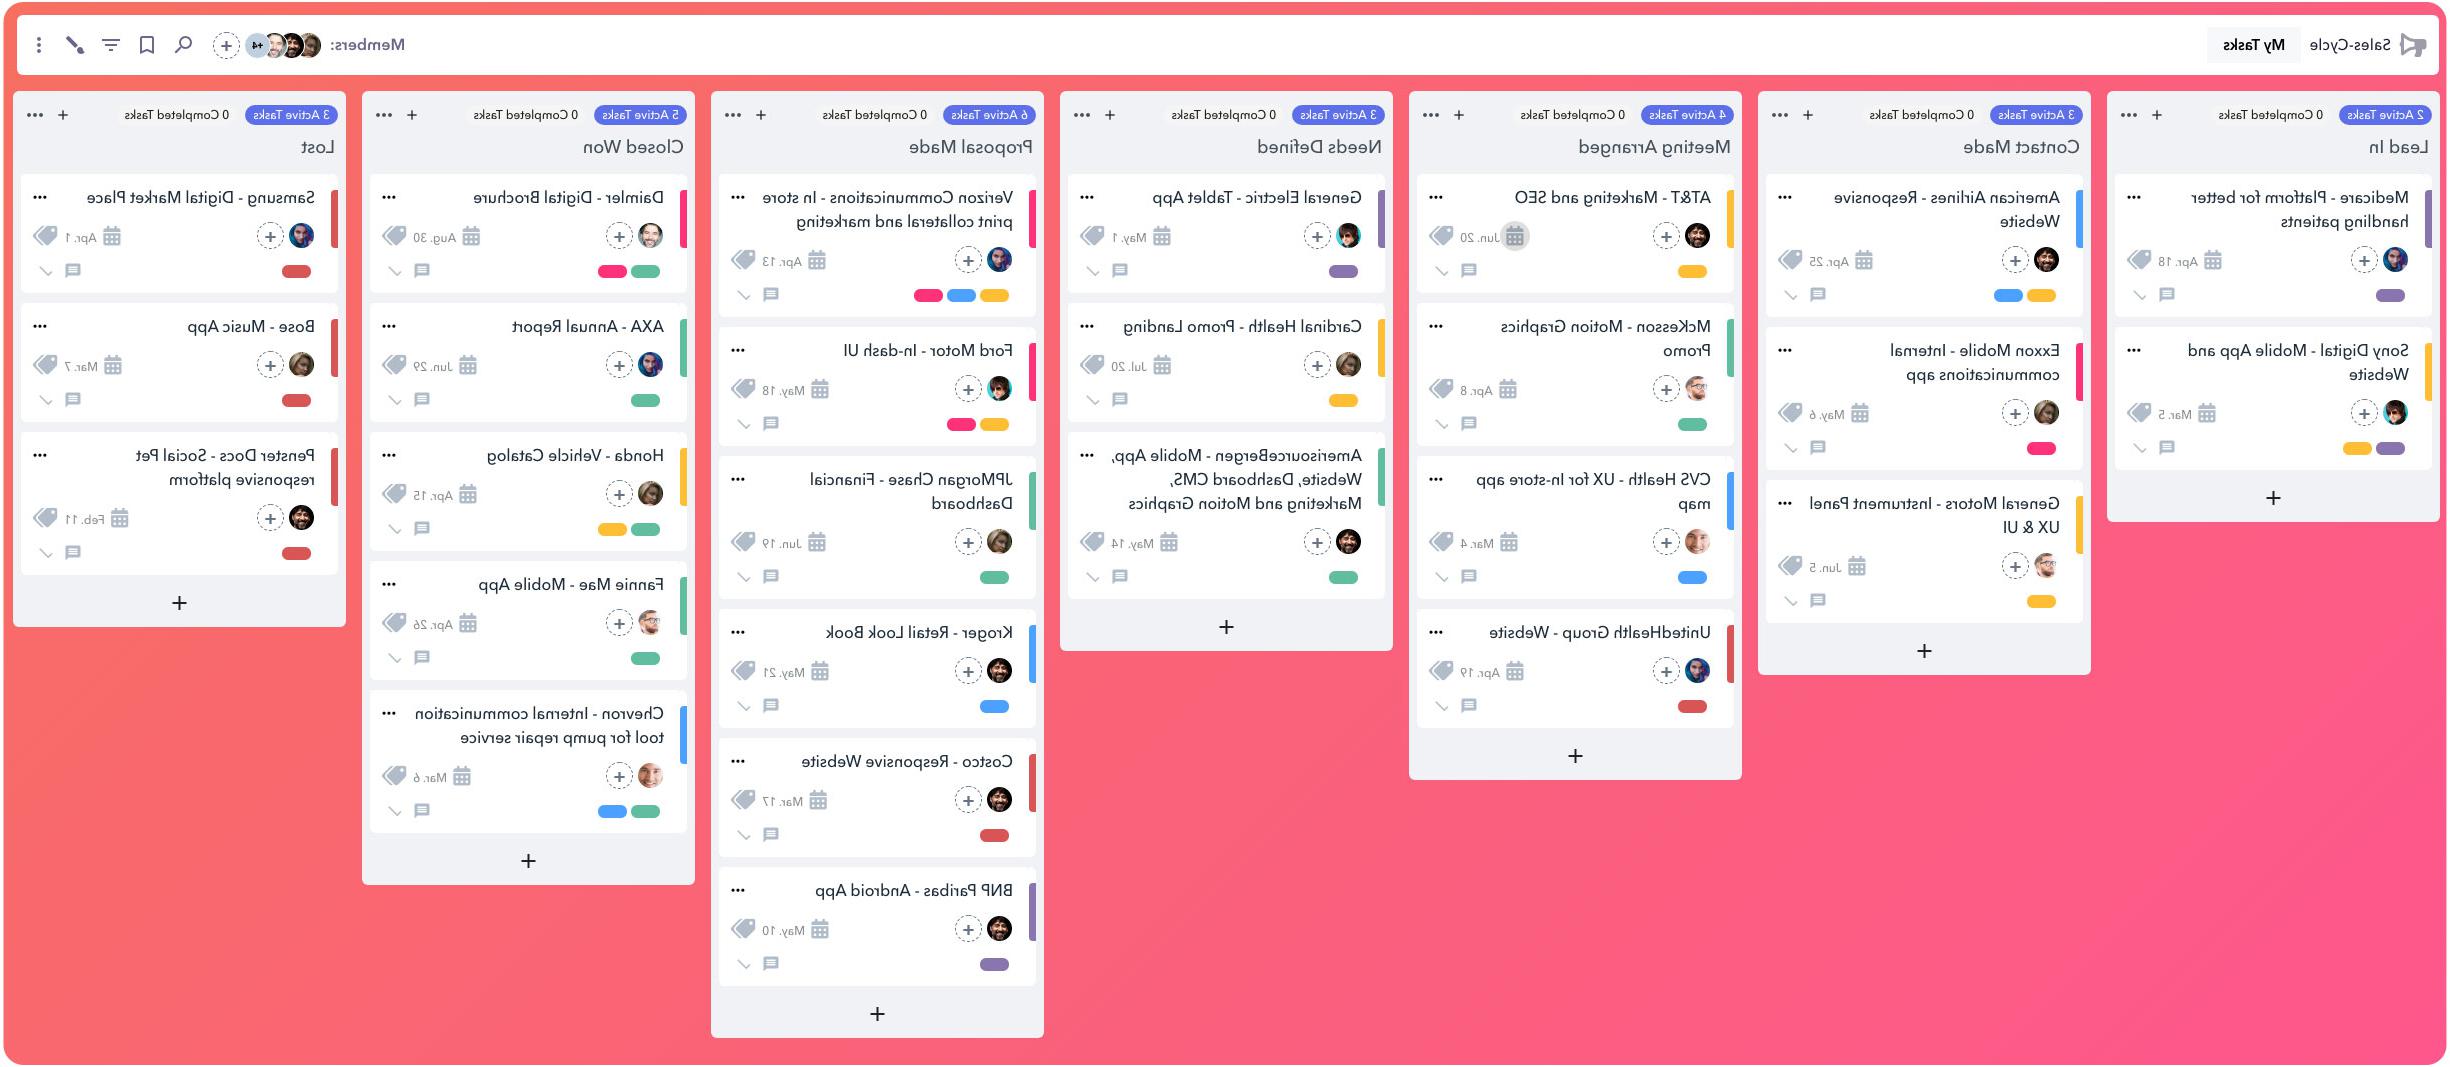 Sales-Cycle
My Tasks
Members:
+4
2 Active Tasks
0 Completed Tasks
Lead In
Medicare - Platform for better
handling patients
Apr. 18
Sony Digital - Mobile App and
Website
Mar. 5
3 Active Tasks
0 Completed Tasks
Contact Made
American Airlines - Responsive
Website
Apr. 25
Exxon Mobile - Internal
communications app
May. 6
General Motors - Instrument Panel
UX & UI
Jun. 5
4 Active Tasks
0 Completed Tasks
Meeting Arranged
AT&T - Marketing and SEO
Jun. 20
McKesson - Motion Graphics
Promo
Apr. 8
CVS Health - UX for In-store app
map
Mar. 4
UnitedHealth Group - Website
Apr. 19
3 Active Tasks
0 Completed Tasks
Needs Defined
General Electric - Tablet App
May. 1
Cardinal Health - Promo Landing
Jul. 20
AmerisourceBergen - Mobile App,
Website, Dashboard CMS,
Marketing and Motion Graphics
May. 14
6 Active Tasks
0 Completed Tasks
Proposal Made
Verizon Communications - In store
print collateral and marketing
Apr. 13
Ford Motor - In-dash UI
May. 18
JPMorgan Chase - Financial
Dashboard
Jun. 19
Kroger - Retail Look Book
May. 21
Costco - Responsive Website
Mar. 17
BNP Paribas - Android App
May. 10
5 Active Tasks
0 Completed Tasks
Closed Won
Daimler - Digital Brochure
Aug. 30
AXA - Annual Report
Jun. 29
Honda - Vehicle Catalog
Apr. 15
Fannie Mae - Mobile App
Apr. 26
Chevron - Internal communication
tool for pump repair service
Mar. 6
3 Active Tasks
0 Completed Tasks
Lost
Samsung - Digital Market Place
Apr. 1
Bose - Music App
Mar. 7
Penster Docs - Social Pet
responsive platform
Feb. 11